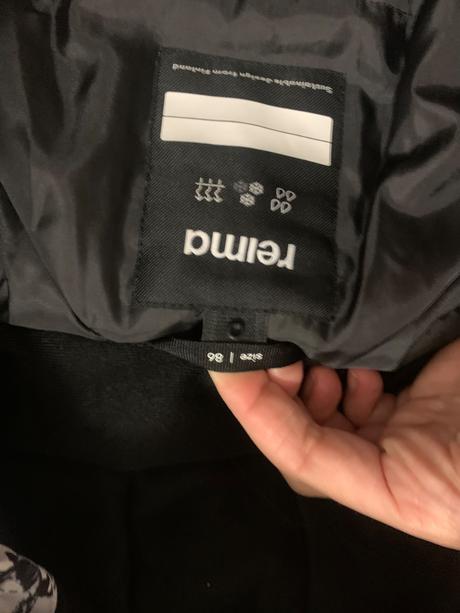 size | 86
reima
Sustainable design from Finland